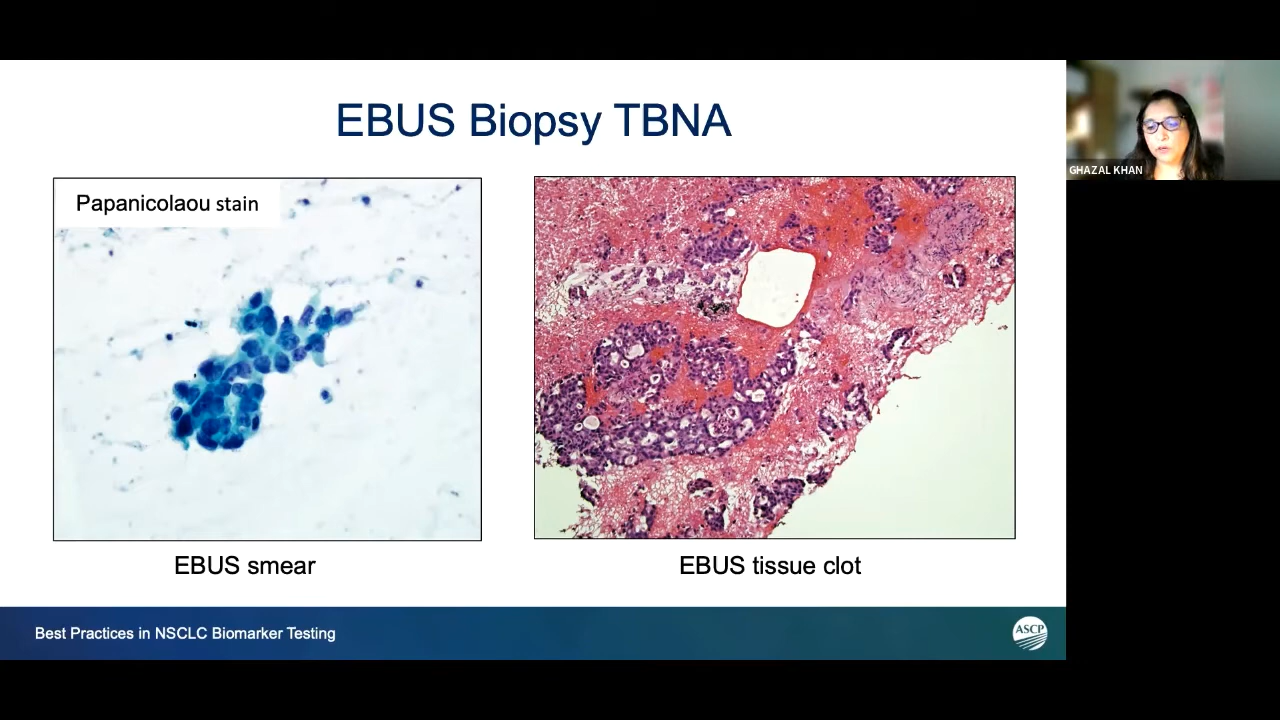 EBUS Biopsy TBNA
Papanicolaou stain
EBUS smear
EBUS tissue clot
Best Practices in NSCLC Biomarker Testing
ASCP
GHAZAL KHAN